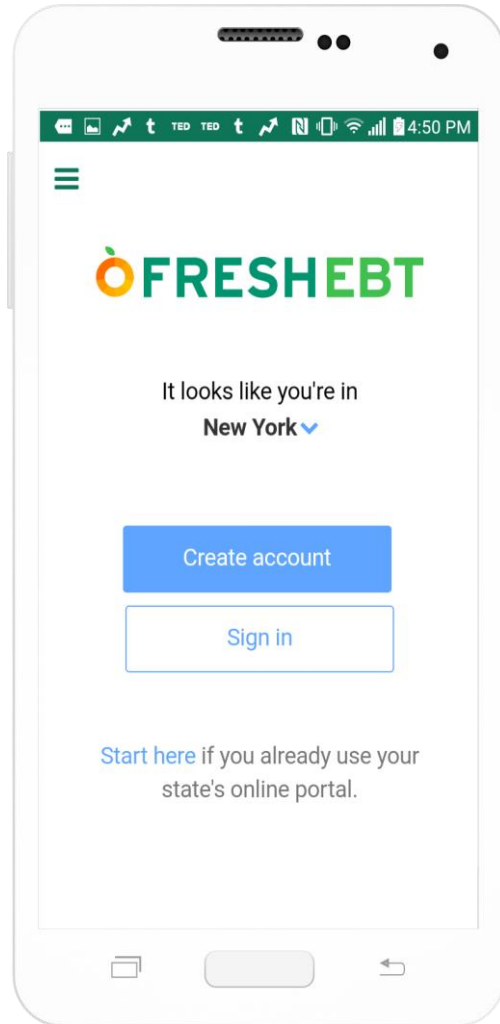 t TED TED t N 4:50 PM
FRESHEBT
It looks like you're in
New York
Create account
Sign in
Start here if you already use your
state's online portal.